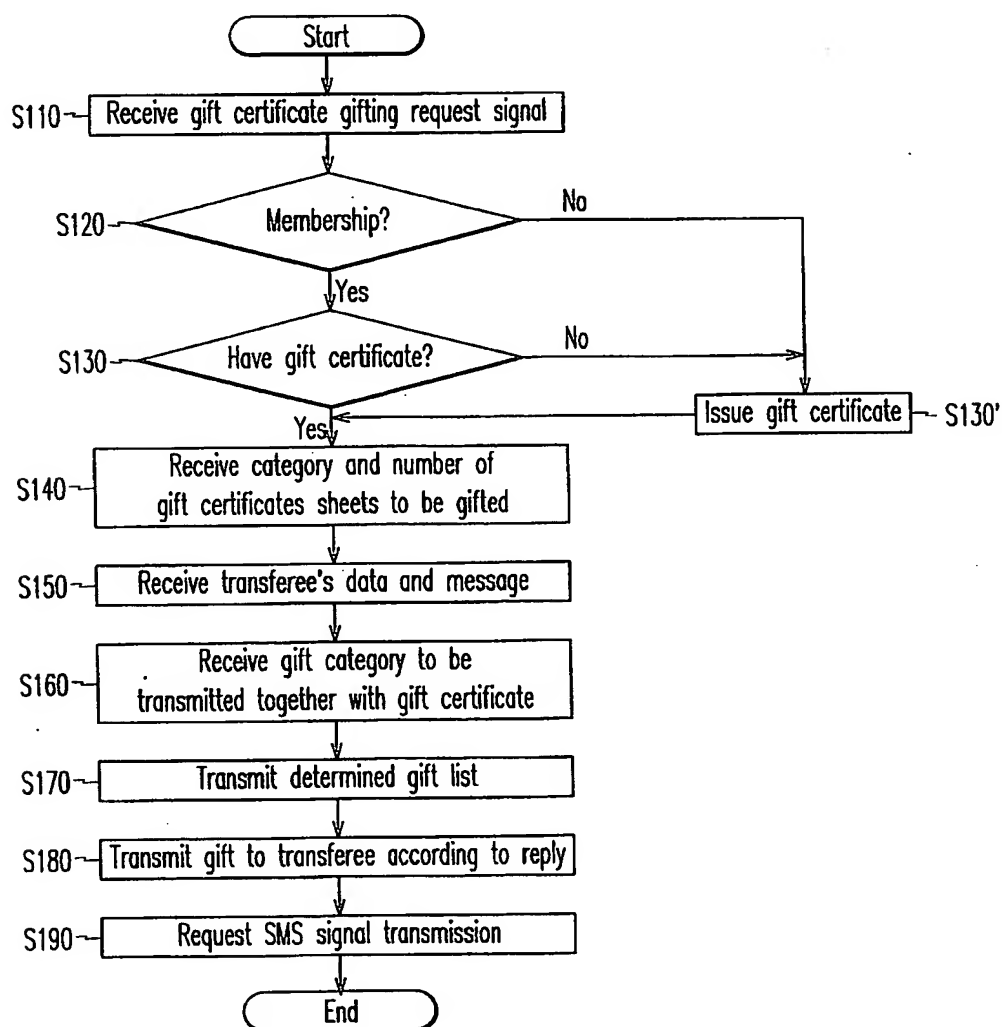 Start
S110
Receive gift certificate gifting request signal
S120
Membership?
No
Yes
S130
Have gift certificate?
No
Issue gift certificate
S130'
Yes
S140
Receive category and number of
gift certificates sheets to be gifted
S150
Receive transferee's data and message
S160
Receive gift category to be
transmitted together with gift certificate
S170
Transmit determined gift list
S180
Transmit gift to transferee according to reply
S190
Request SMS signal transmission
End